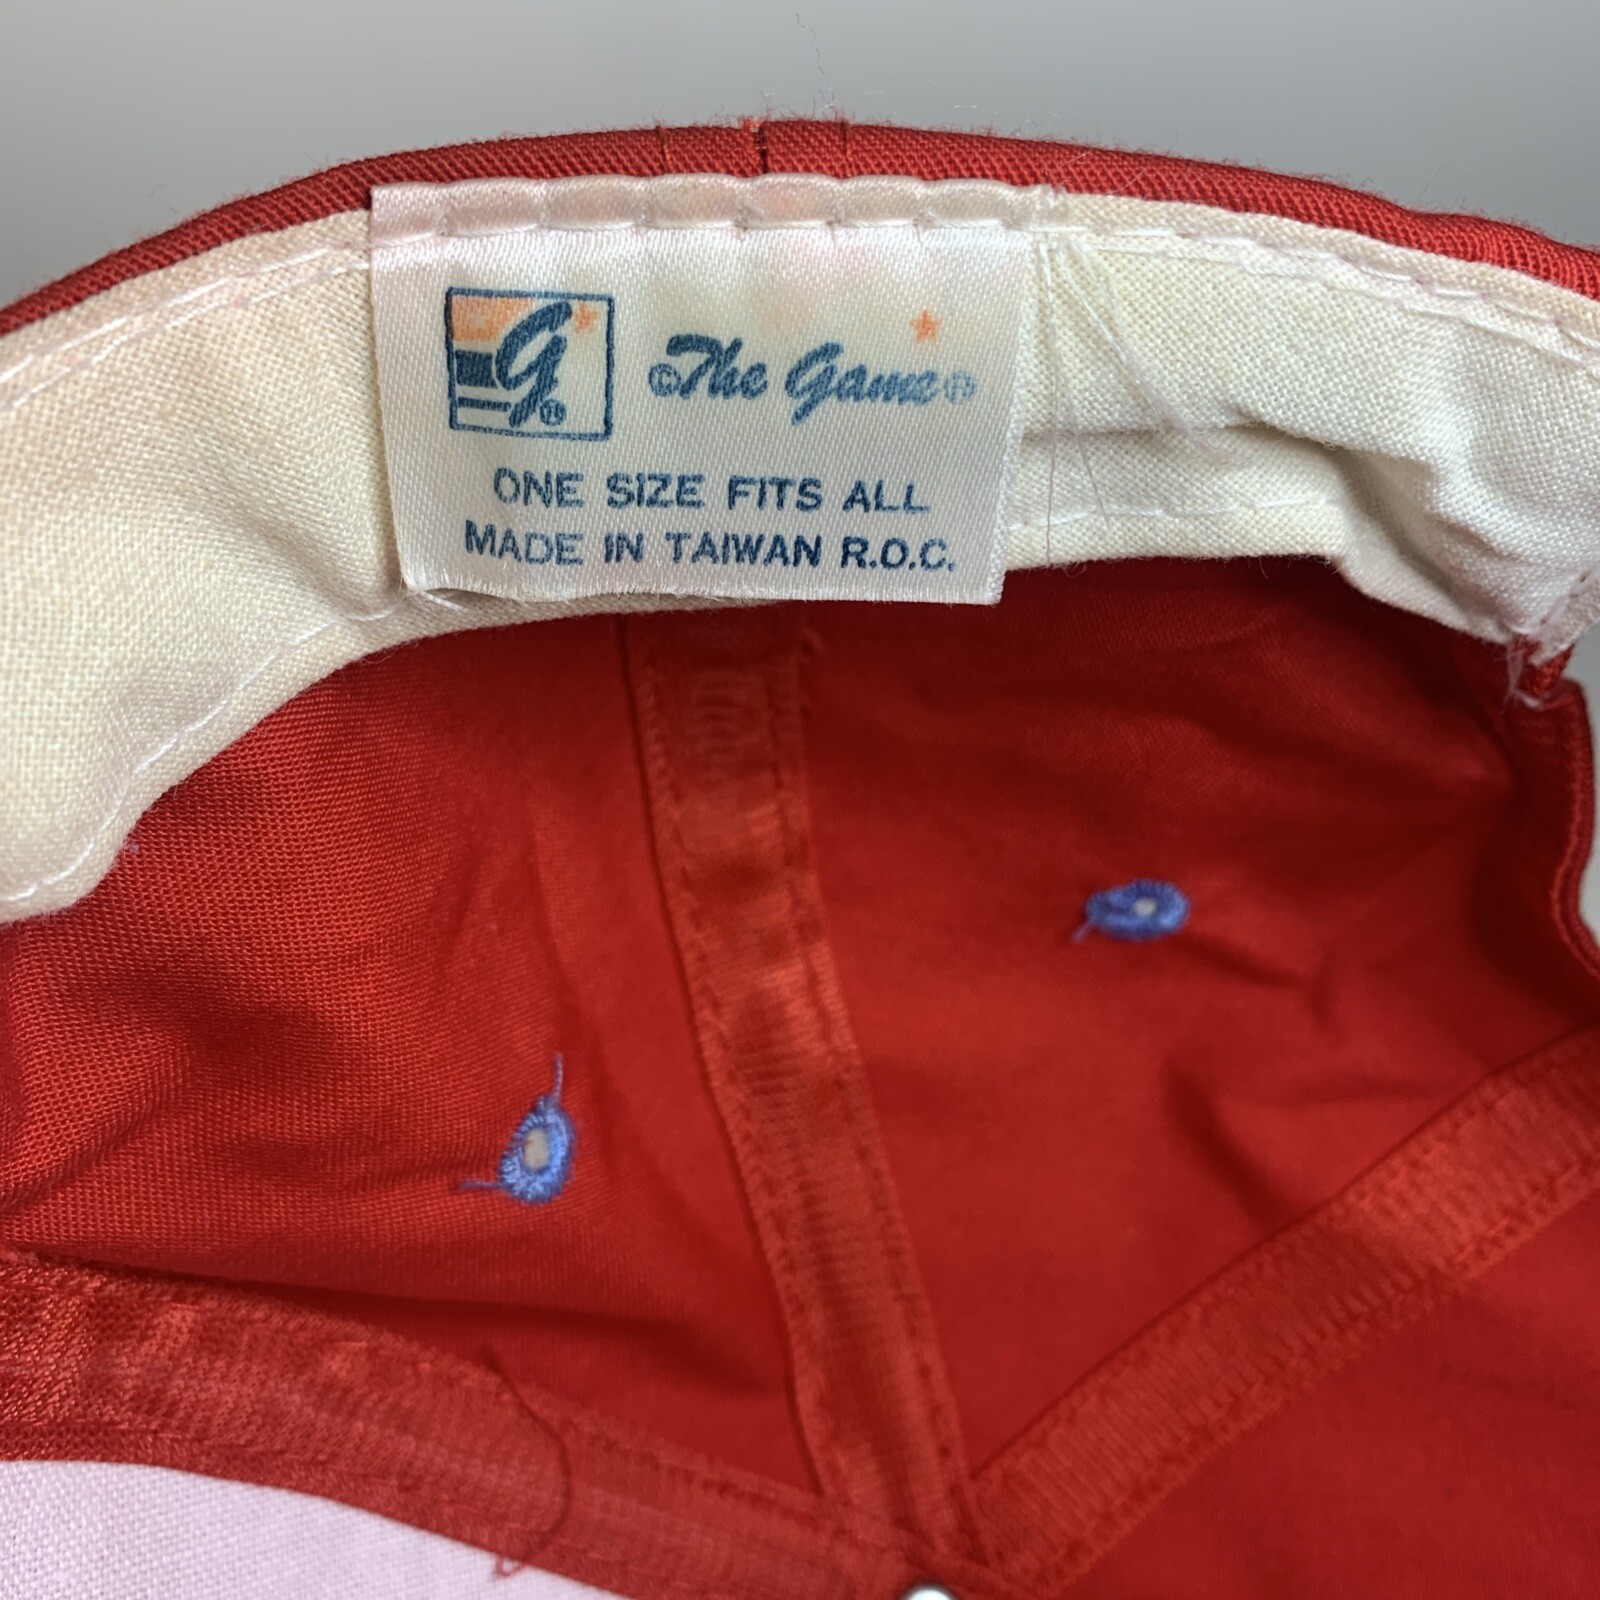 G®
©The Game®
ONE SIZE FITS ALL
MADE IN TAIWAN R.O.C.